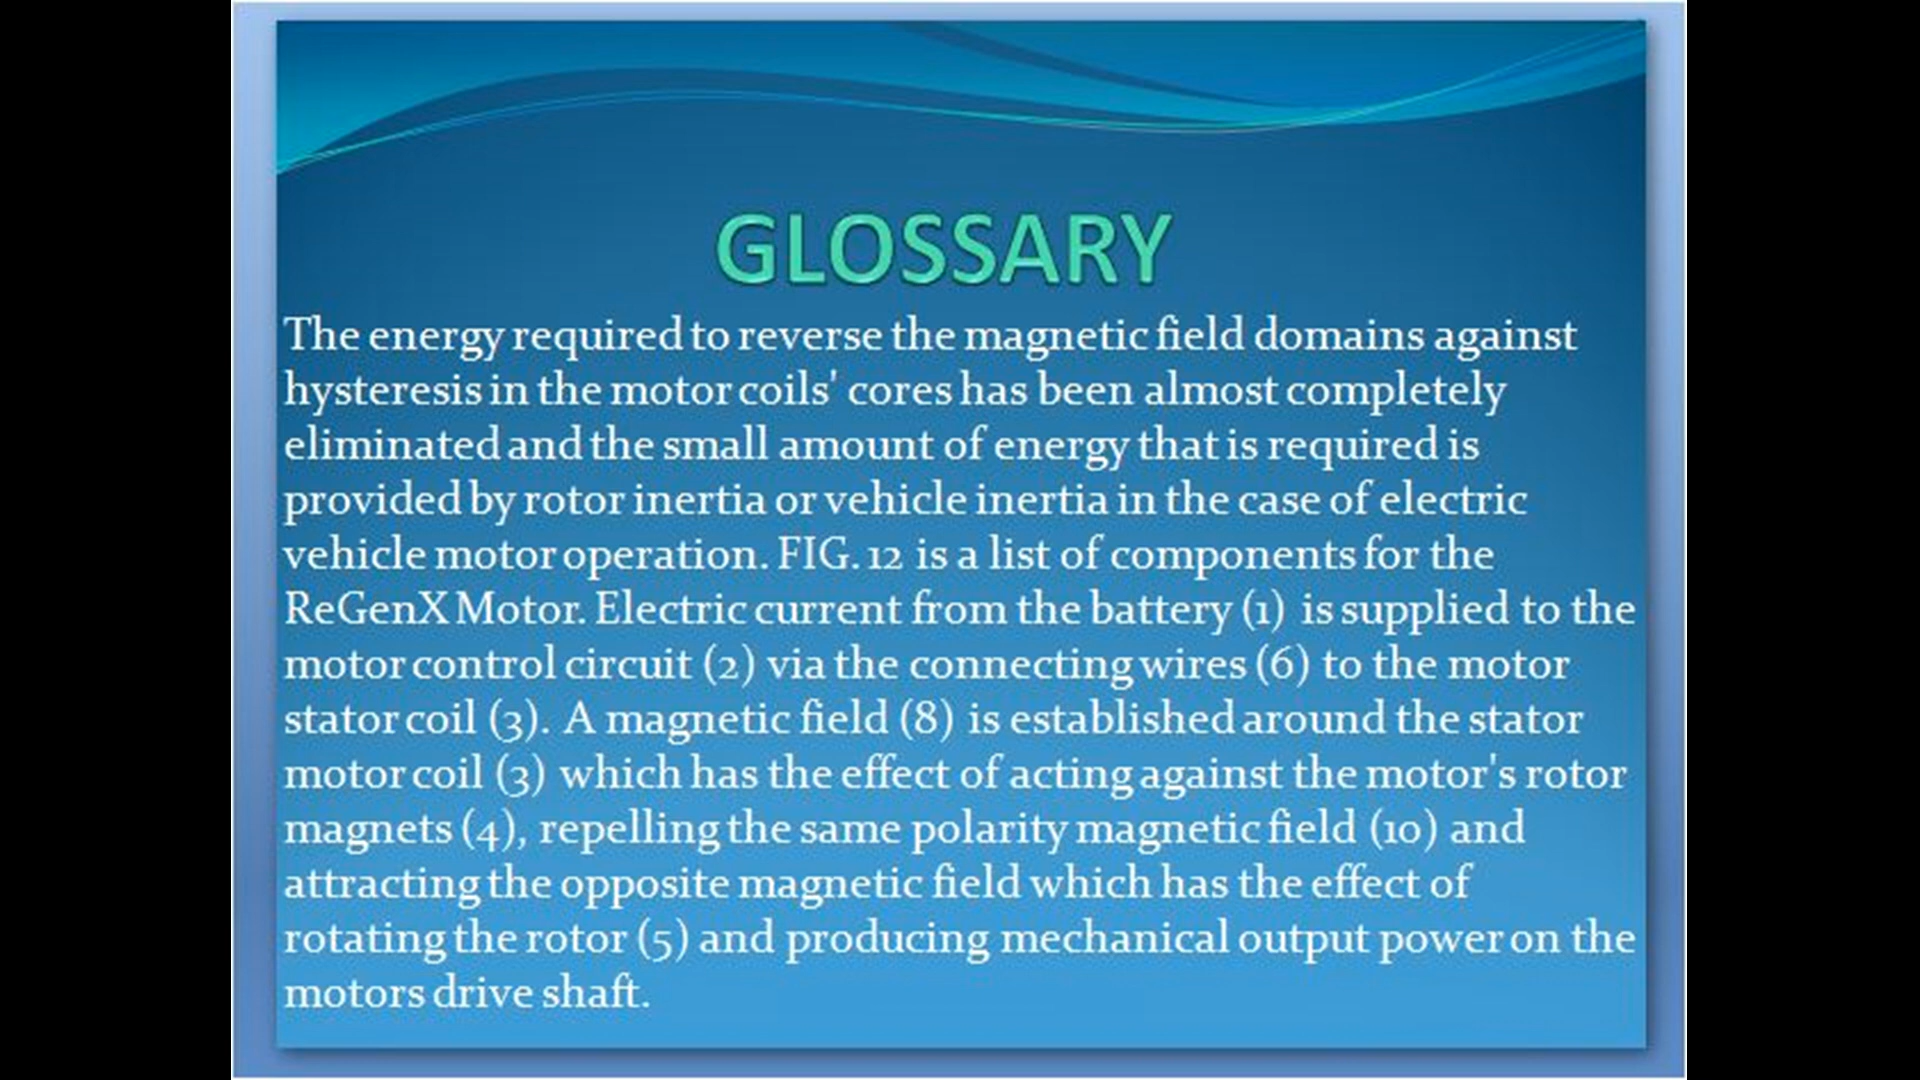 GLOSSARY
The energy required to reverse the magnetic field domains against
hysteresis in the motor coils' cores has been almost completely
eliminated and the small amount of energy that is required is
provided by rotor inertia or vehicle inertia in the case of electric
vehicle motor operation. FIG. 12 is a list of components for the
ReGenX Motor. Electric current from the battery (1) is supplied to the
motor control circuit (2) via the connecting wires (6) to the motor
stator coil (3). A magnetic field (8) is established around the stator
motor coil (3) which has the effect of acting against the motor's rotor
magnets (4), repelling the same polarity magnetic field (10) and
attracting the opposite magnetic field which has the effect of
rotating the rotor (5) and producing mechanical output power on the
motors drive shaft.